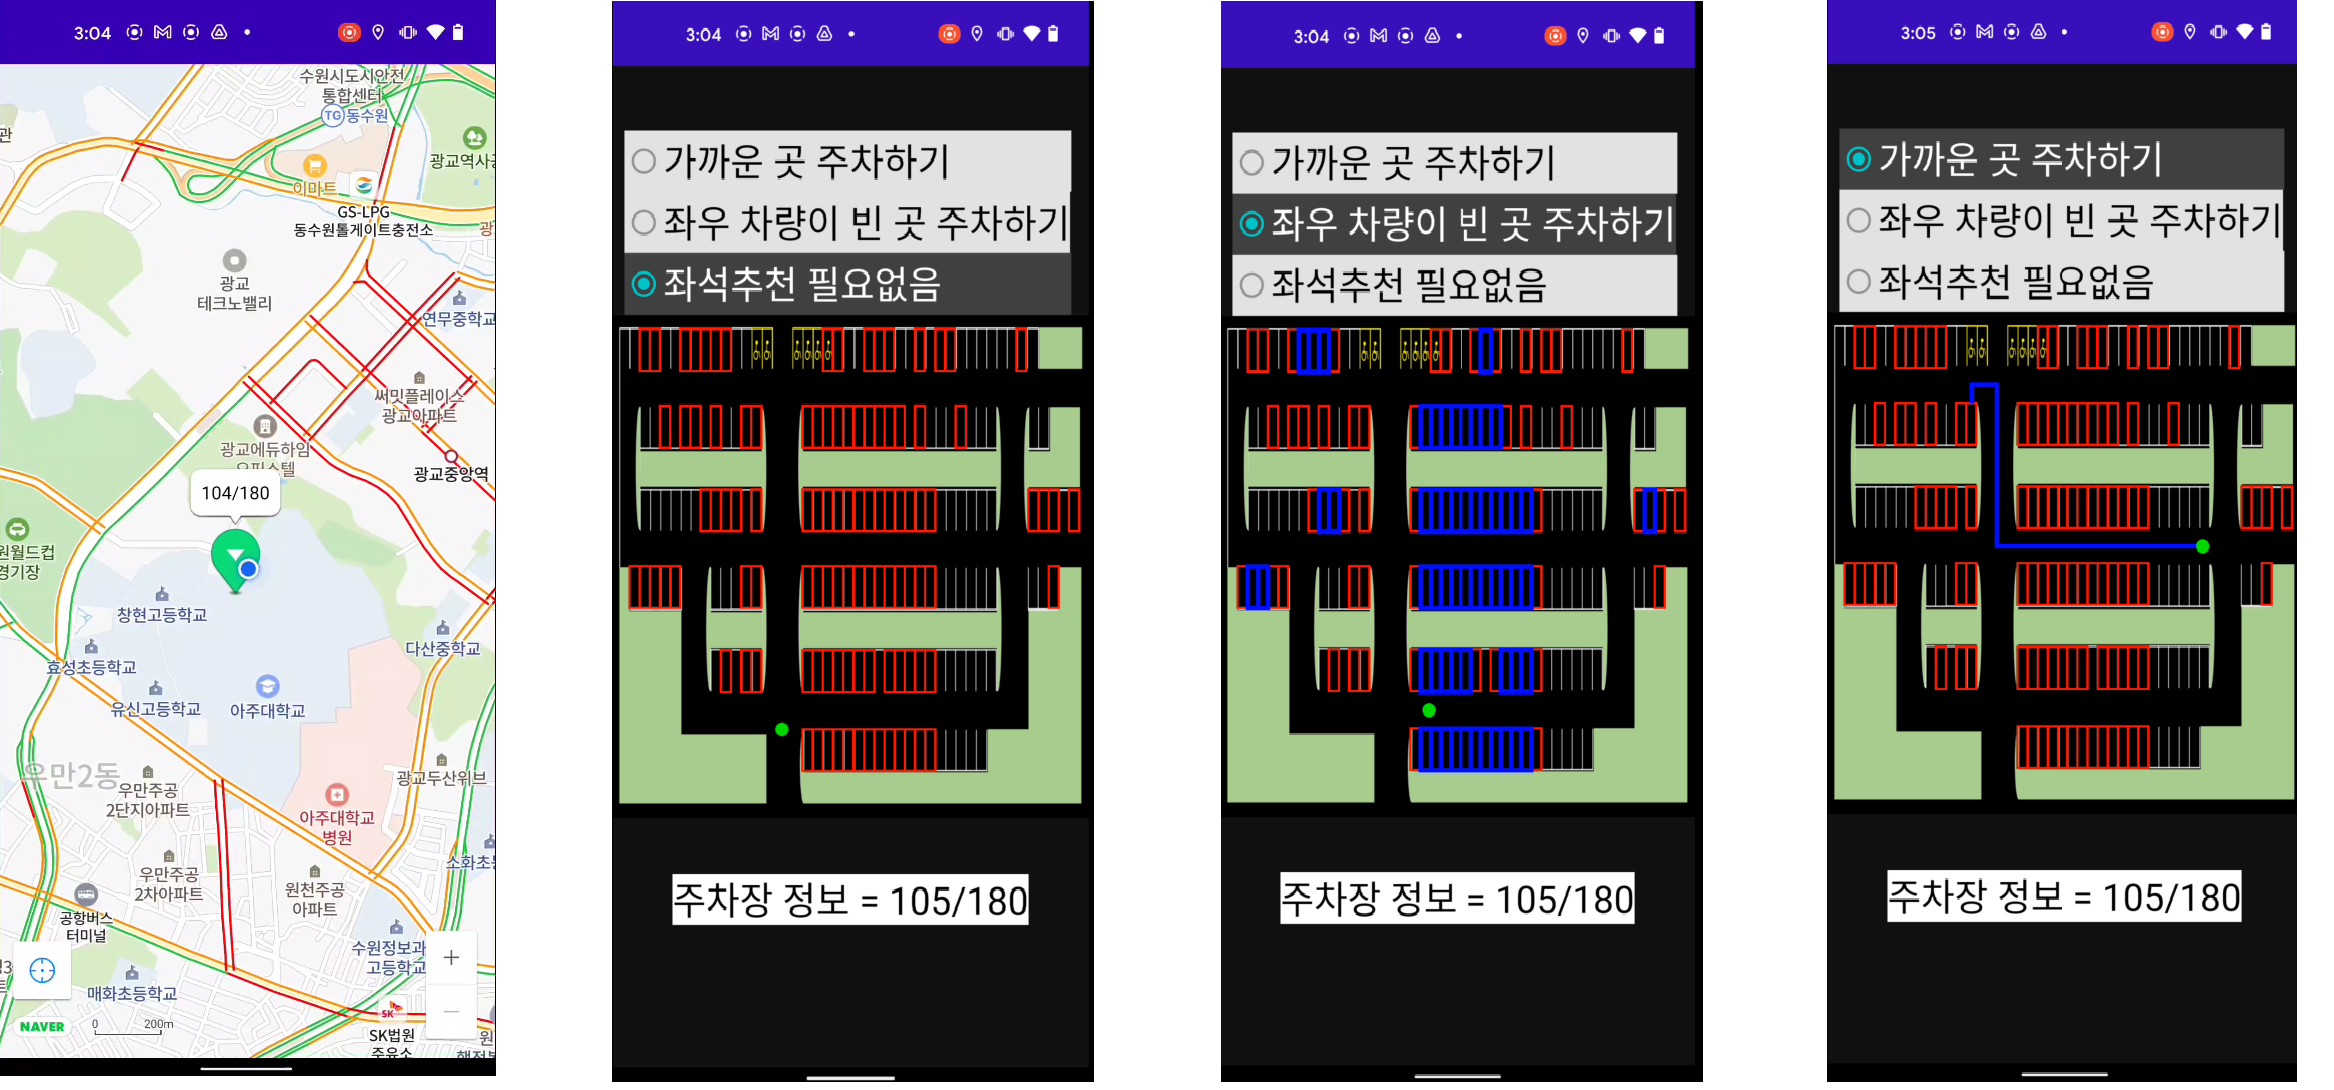 3:04
수원시도시안전
통합센터
TG 동수원
광교역사공
이마트
GS-LPG
동수원톨게이트충전소
광교
테크노밸리
연무중학교
써밋플레이스
광교아파트
광교에듀하임
오피스텔
광교중앙역
104/180
원월드컵
경기장
창현고등학교
다산중학교
효성초등학교
유신고등학교
아주대학교
우만2동
광교두산위브
우만주공
2단지아파트
아주대학교
병원
우만주공
2차아파트
원천주공
아파트
소화초등
공항버스
터미널
수원정보과
고등학교
매화초등학교
NAVER
0 200m
SK
SK법원
주유소
3:04
가까운 곳 주차하기
좌우 차량이 빈 곳 주차하기
좌석추천 필요없음
주차장 정보 = 105/180
3:04
가까운 곳 주차하기
좌우 차량이 빈 곳 주차하기
좌석추천 필요없음
주차장 정보 = 105/180
3:05
가까운 곳 주차하기
좌우 차량이 빈 곳 주차하기
좌석추천 필요없음
주차장 정보 = 105/180